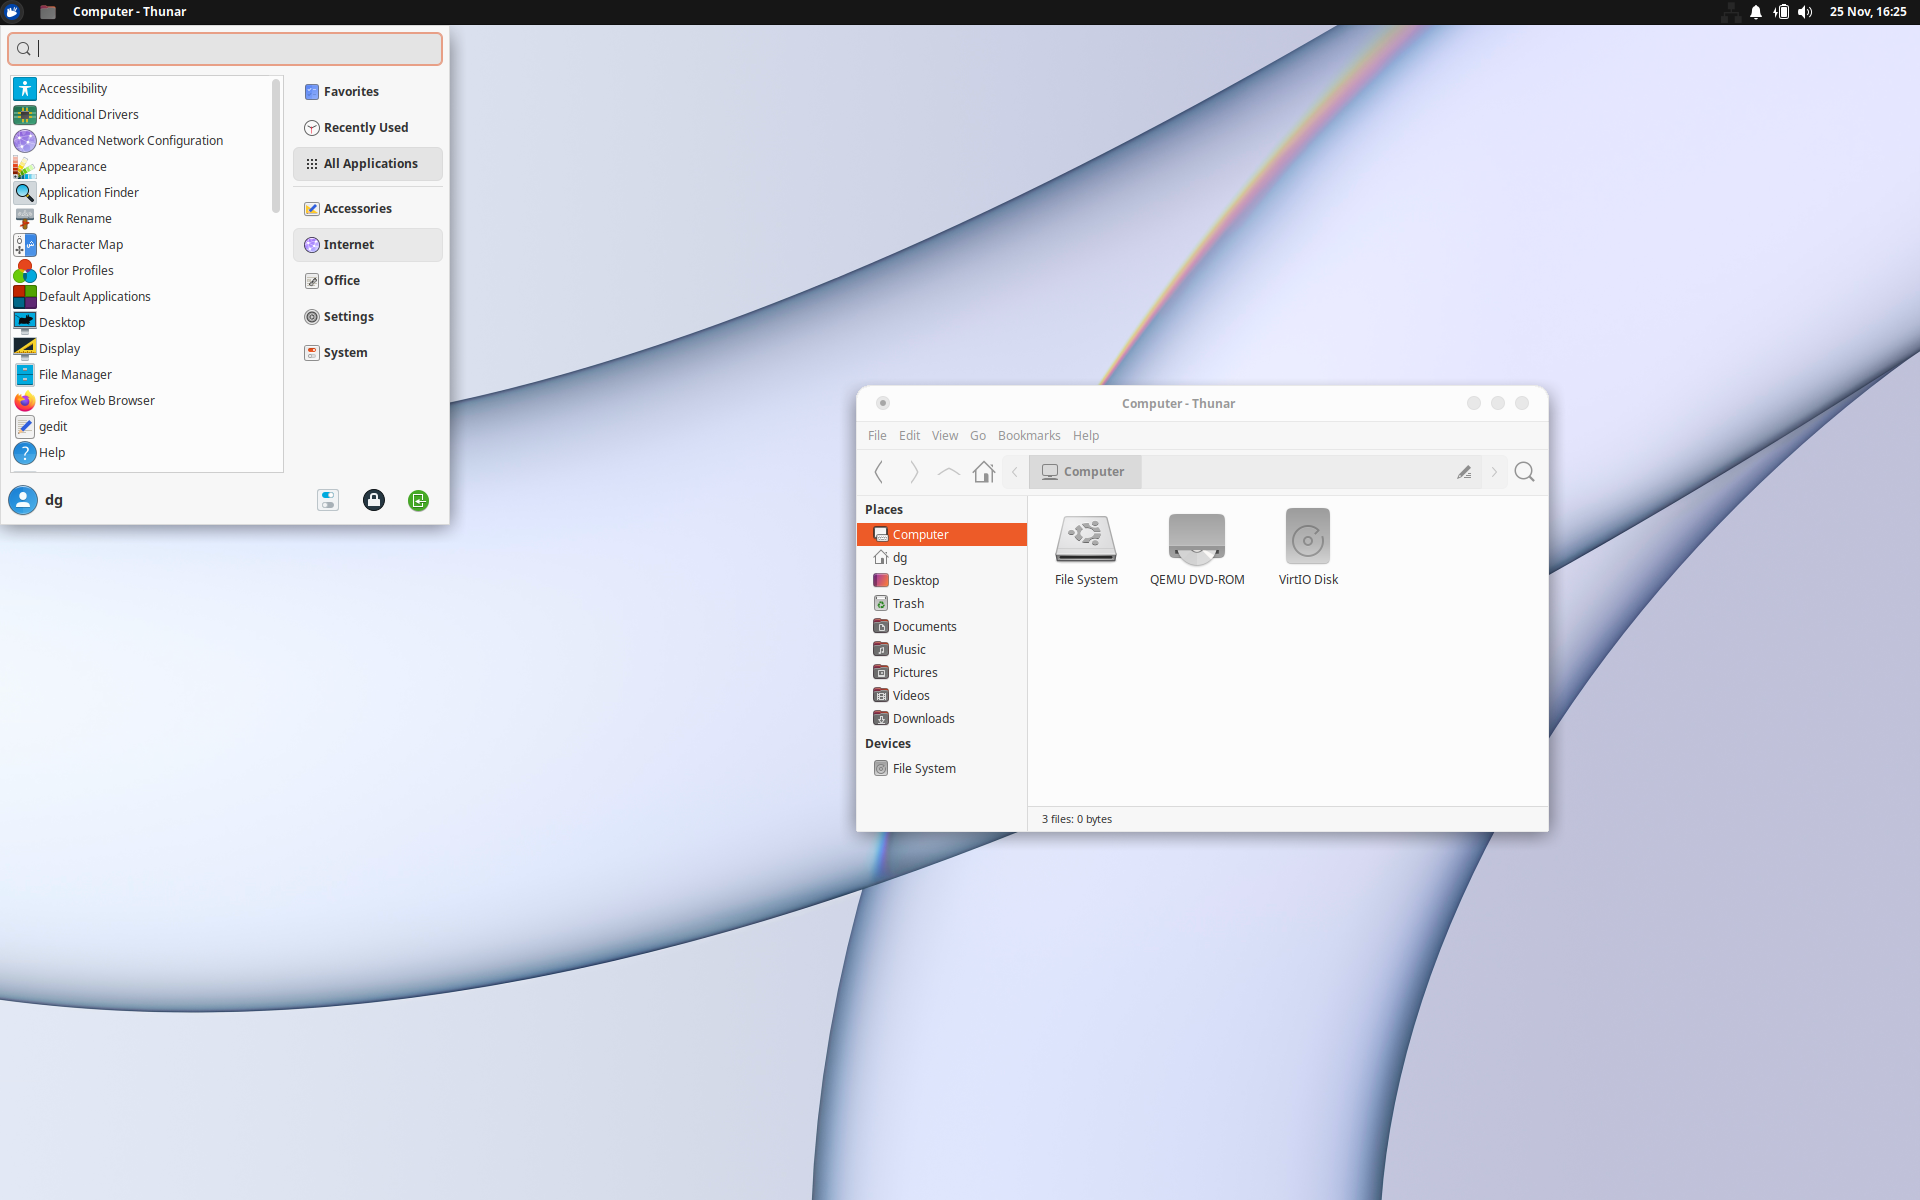 Computer - Thunar
25 Nov, 16:25
Accessibility
Additional Drivers
Advanced Network Configuration
Appearance
Application Finder
Bulk Rename
Character Map
Color Profiles
Default Applications
Desktop
Display
File Manager
Firefox Web Browser
gedit
Help
Favorites
Recently Used
All Applications
Accessories
Internet
Office
Settings
System
dg
Computer - Thunar
File Edit View Go Bookmarks Help
Computer
Places
Computer
dg
Desktop
Trash
Documents
Music
Pictures
Videos
Downloads
Devices
File System
File System
QEMU DVD-ROM
VirtIO Disk
3 files: 0 bytes